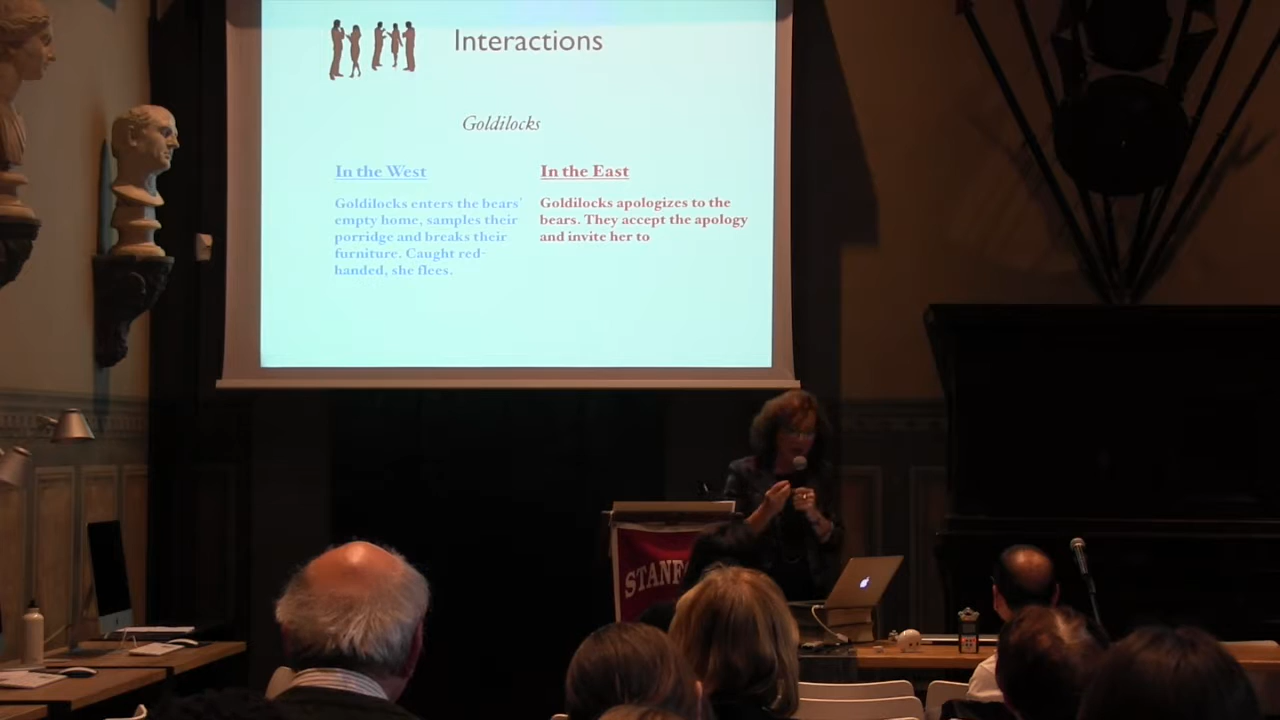 Interactions
Goldilocks
In the West
Goldilocks enters the bears'
empty home, samples their
porridge and breaks their
furniture. Caught red-
handed, she flees.
In the East
Goldilocks apologizes to the
bears. They accept the apology
and invite her to
STANF